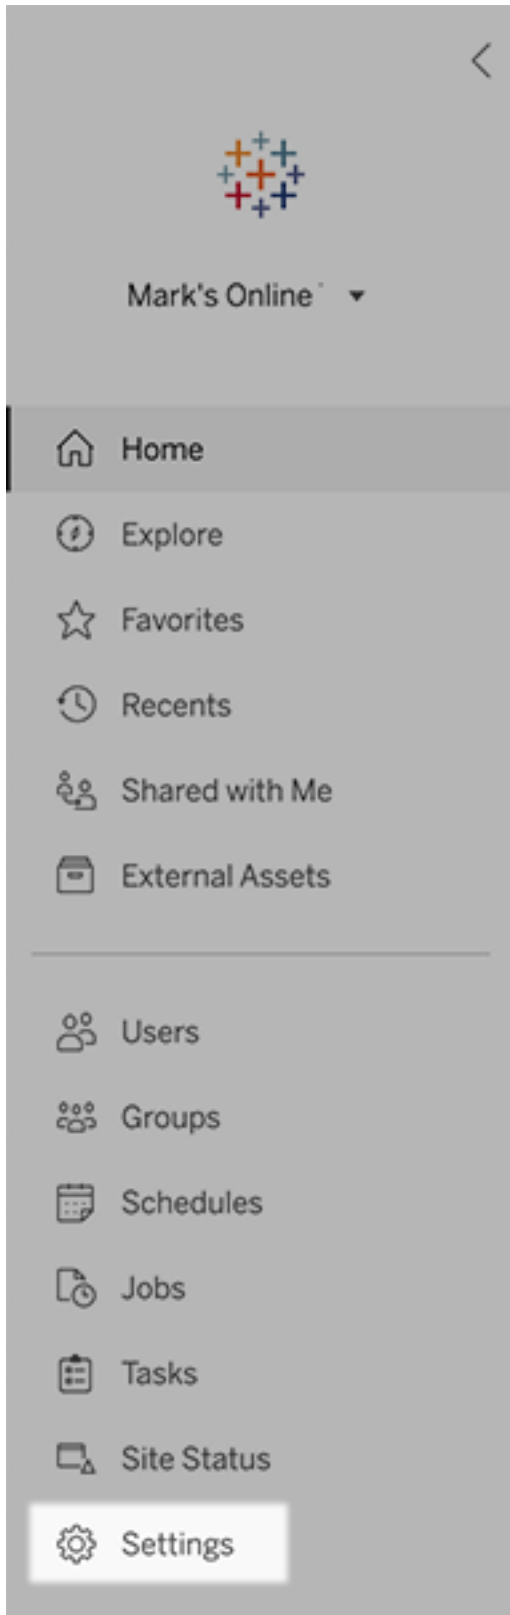 Mark's Online
Home
Explore
Favorites
Recents
Shared with Me
External Assets
Users
Groups
Schedules
Jobs
Tasks
Site Status
Settings